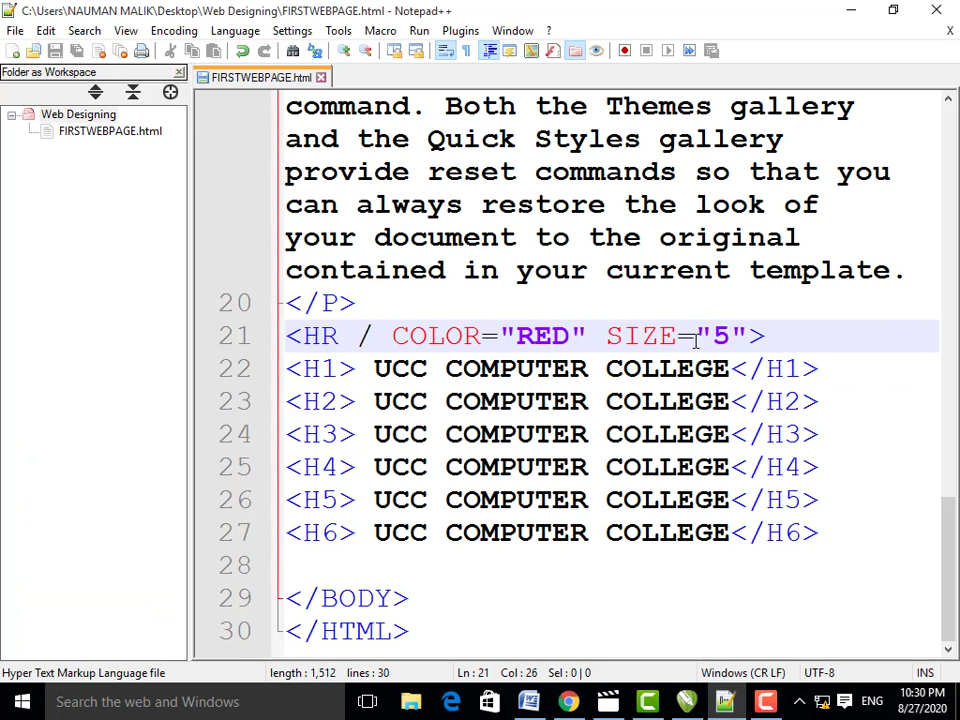 C:\Users\NAUMAN MALIK\Desktop\Web Designing\FIRSTWEBPAGE.html - Notepad++
File Edit Search View Encoding Language Settings Tools Macro Run Plugins Window ? X
Folder as Workspace
FIRSTWEBPAGE.html
Web Designing
FIRSTWEBPAGE.html
command. Both the Themes gallery
and the Quick Styles gallery
provide reset commands so that you
can always restore the look of
your document to the original
contained in your current template.
20 </P>
21 <HR / COLOR="RED" SIZE="5">
22 <H1> UCC COMPUTER COLLEGE</H1>
23 <H2> UCC COMPUTER COLLEGE</H2>
24 <H3> UCC COMPUTER COLLEGE</H3>
25 <H4> UCC COMPUTER COLLEGE</H4>
26 <H5> UCC COMPUTER COLLEGE</H5>
27 <H6> UCC COMPUTER COLLEGE</H6>
28
29 </BODY>
30 </HTML>
Hyper Text Markup Language file length : 1,512 lines : 30 Ln : 21 Col : 26 Sel : 0 | 0 Windows (CR LF) UTF-8 INS
Search the web and Windows
ENG
10:30 PM
8/27/2020